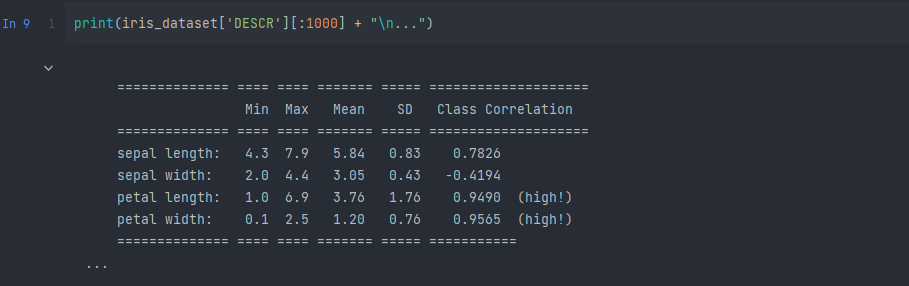 In 9 1 print(iris_dataset['DESCR'][:1000] + "\n...")
============== ==== ==== ======= ===== ====================
Min Max Mean SD Class Correlation
============== ==== ==== ======= ===== ====================
sepal length: 4.3 7.9 5.84 0.83 0.7826
sepal width: 2.0 4.4 3.05 0.43 -0.4194
petal length: 1.0 6.9 3.76 1.76 0.9490 (high!)
petal width: 0.1 2.5 1.20 0.76 0.9565 (high!)
============== ==== ==== ======= ===== ===========
...